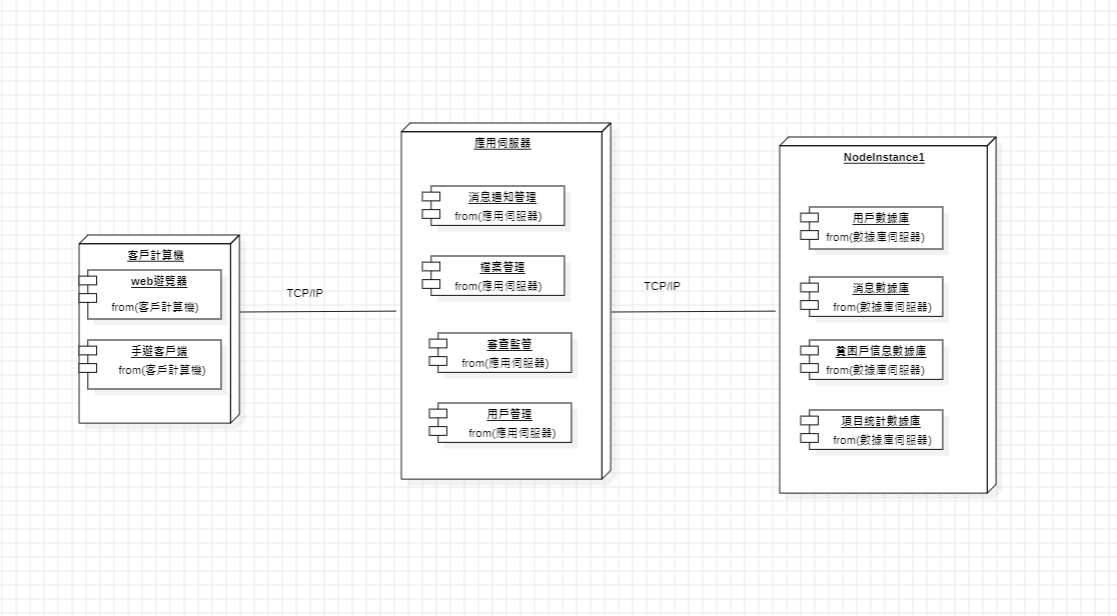 客戶計算機
web遊覧器
from(客戶計算機)
手遊客戶端
from(客戶計算機)
TCP/IP
應用伺服器
消息通知管理
from(應用伺服器)
檔案管理
from(應用伺服器)
審查監管
from(應用伺服器)
用戶管理
from(應用伺服器)
TCP/IP
NodeInstance1
用戶數據庫
from(數據庫伺服器)
消息數據庫
from(數據庫伺服器)
貧困戶信息數據庫
from(數據庫伺服器)
項目統計數據庫
from(數據庫伺服器)